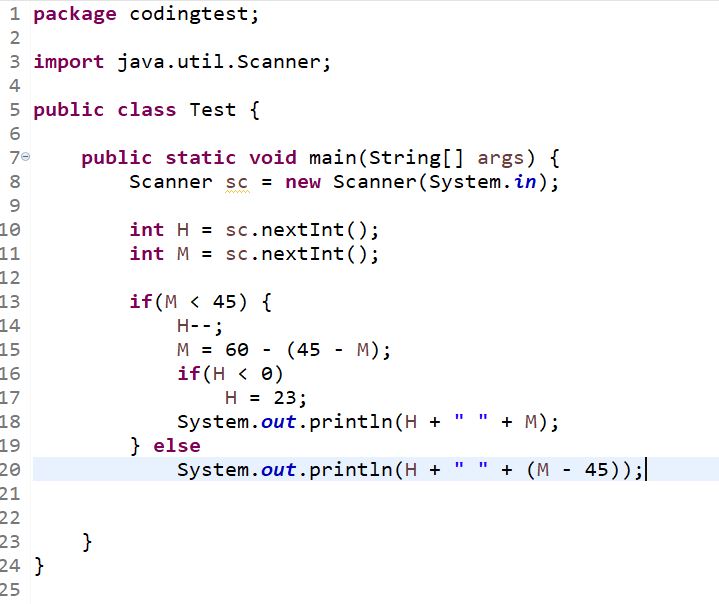 1 package codingtest;
2
3 import java.util.Scanner;
4
5 public class Test {
6
7     public static void main(String[] args) {
8         Scanner sc = new Scanner(System.in);
9
10         int H = sc.nextInt();
11         int M = sc.nextInt();
12
13         if(M < 45) {
14             H--;
15             M = 60 - (45 - M);
16             if(H < 0)
17                 H = 23;
18             System.out.println(H + " " + M);
19         } else
20             System.out.println(H + " " + (M - 45));
21
22
23     }
24 }
25